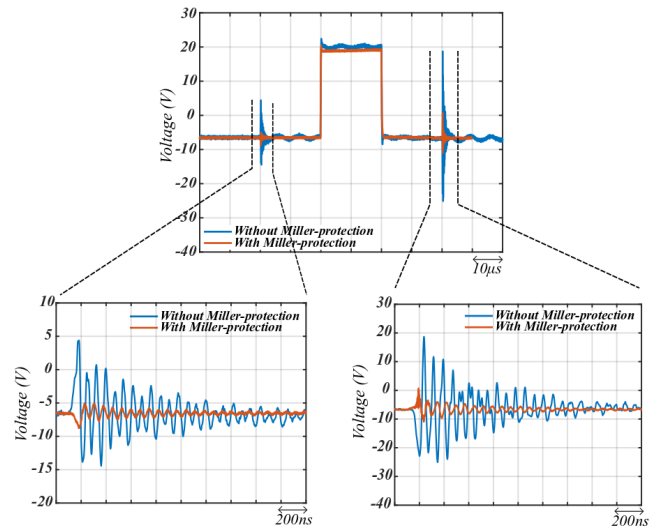 30
20
10
0
-10
-20
-30
-40
Voltage (V)
Without Miller-protection
With Miller-protection
10μs
10
5
0
-5
-10
-15
-20
Voltage (V)
Without Miller-protection
With Miller-protection
200ns
30
20
10
0
-10
-20
-30
-40
Voltage (V)
Without Miller-protection
With Miller-protection
200ns